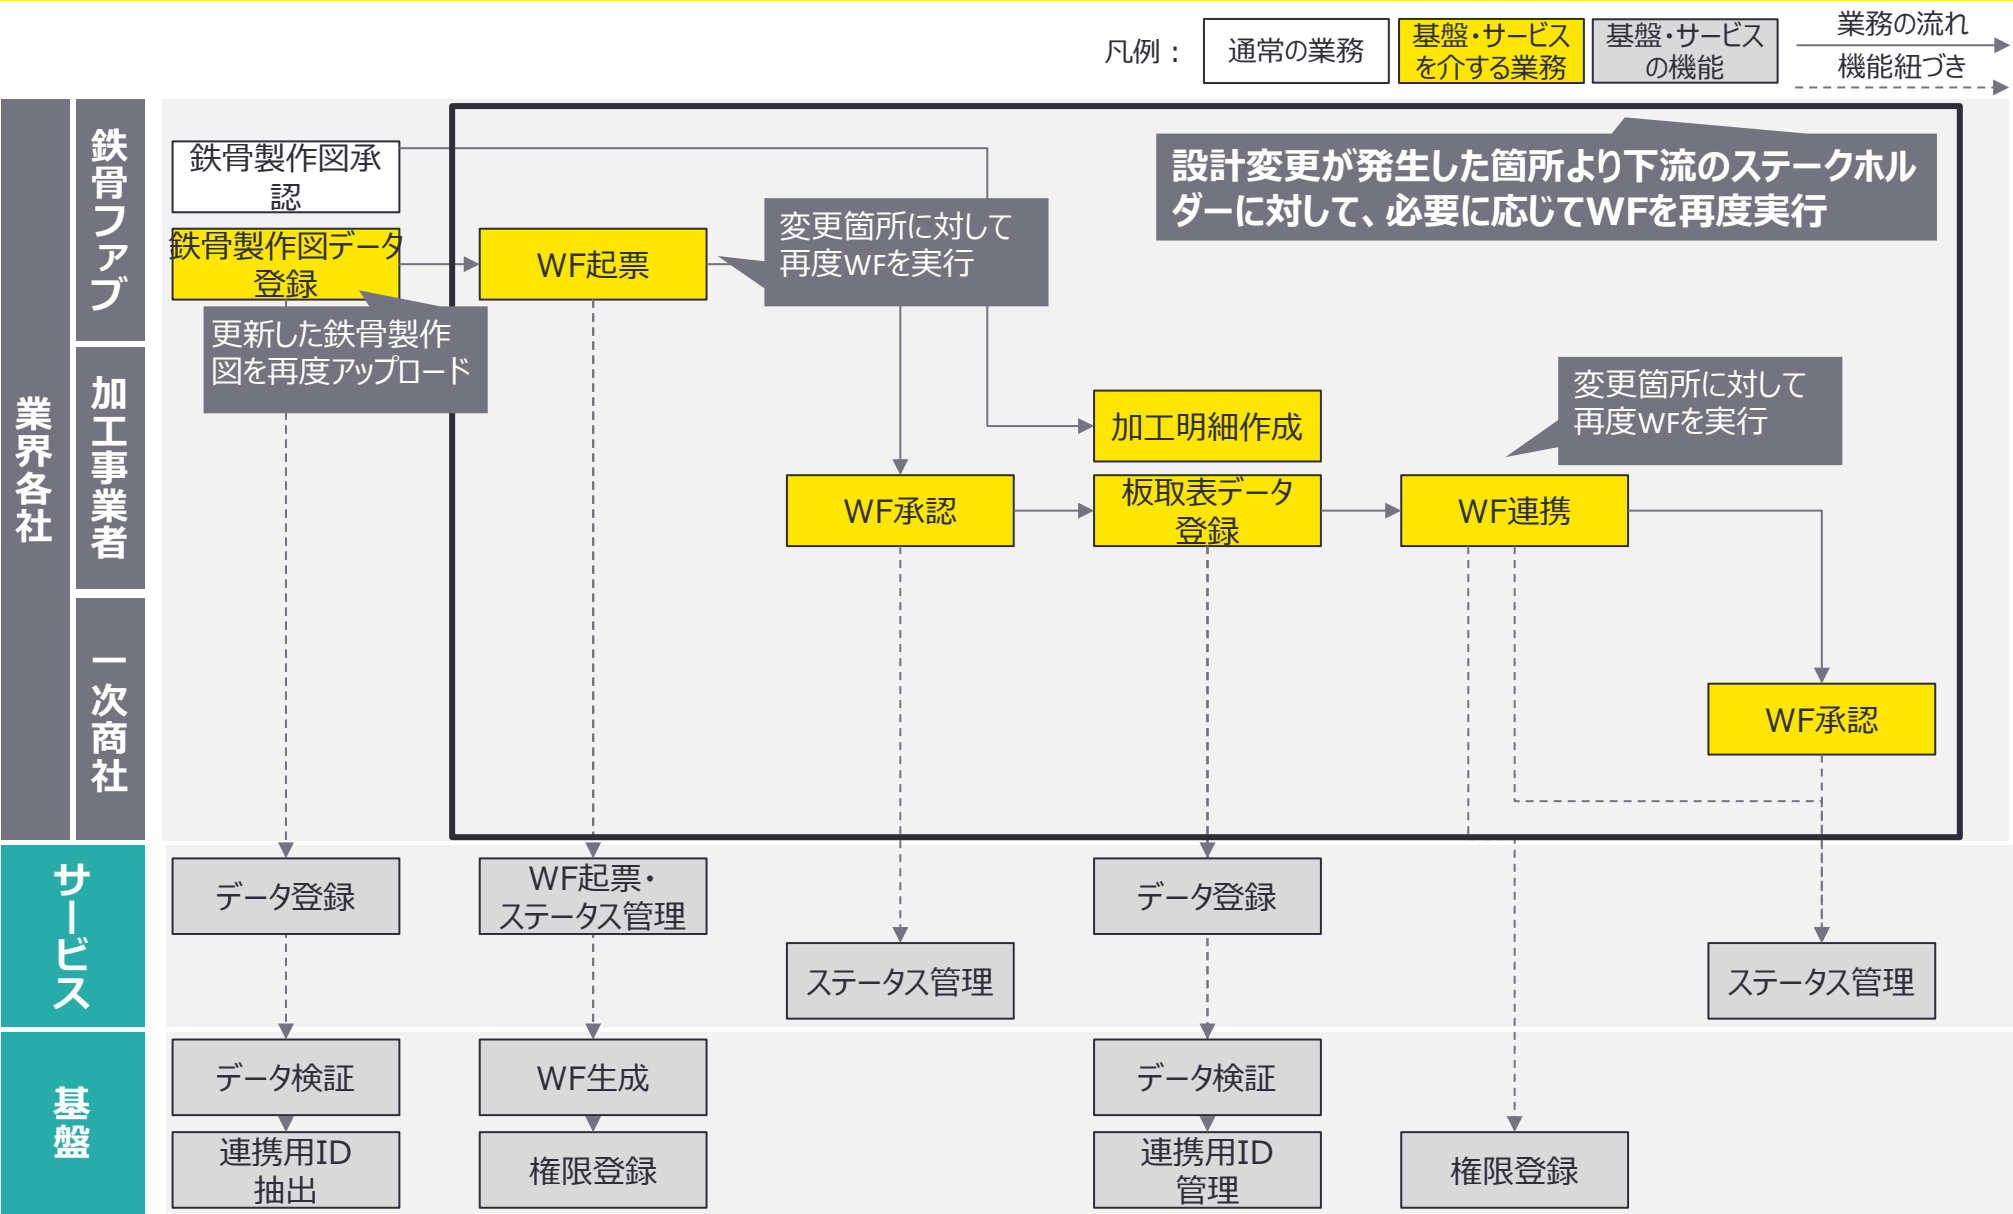 凡例：
通常の業務
基盤・サービス
を介する業務
基盤・サービス
の機能
業務の流れ
機能紐づき
業界各社
鉄骨ファブ
鉄骨製作図承
認
鉄骨製作図データ
登録
更新した鉄骨製作
図を再度アップロード
WF起票
変更箇所に対して
再度WFを実行
設計変更が発生した箇所より下流のステークホル
ダーに対して、必要に応じてWFを再度実行
加工事業者
WF承認
加工明細作成
板取表データ
登録
WF連携
変更箇所に対して
再度WFを実行
一次商社
WF承認
サービス
データ登録
WF起票・
ステータス管理
ステータス管理
データ登録
ステータス管理
基盤
データ検証
WF生成
データ検証
連携用ID
抽出
権限登録
連携用ID
管理
権限登録